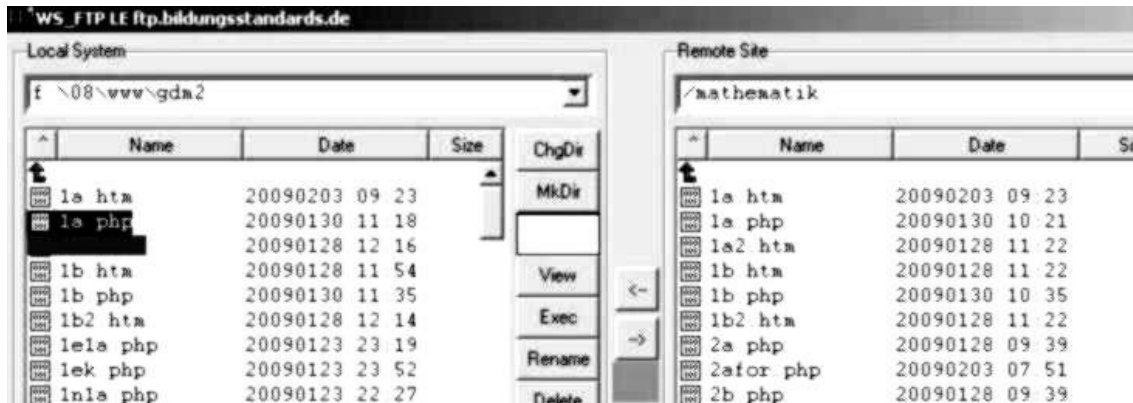 WS_FTP LE ftp.bildungsstandards.de
Local System
f \08\www\gdm2
^ Name Date Size
1a htm 20090203 09 23
1a php 20090130 11 18
20090128 12 16
1b htm 20090128 11 54
1b php 20090130 11 35
1b2 htm 20090128 12 14
1e1a php 20090123 23 19
1ek php 20090123 23 52
1n1a php 20090123 22 27
ChgDir
MkDir
View
Exec
Rename
Delete
<-
->
Remote Site
/mathematik
^ Name Date
1a htm 20090203 09:23
1a php 20090130 10:21
1a2.htm 20090128 11:22
1b htm 20090128 11:22
1b php 20090130 10 35
1b2 htm 20090128 11:22
2a php 20090128 09 39
2afor php 20090203 07 51
2b php 20090128 09 39